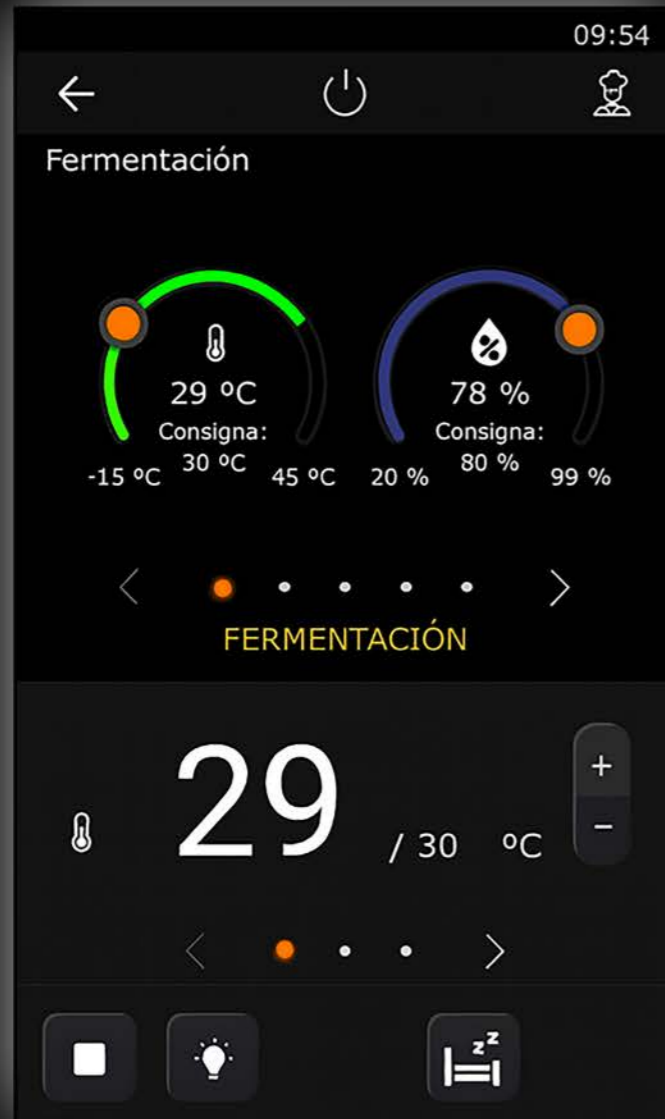 09:54
Fermentación
29 ºC
Consigna:
30 ºC
-15 ºC
45 ºC
78 %
Consigna:
80 %
20 %
99 %
FERMENTACIÓN
29 / 30 ºC
+
-
z z